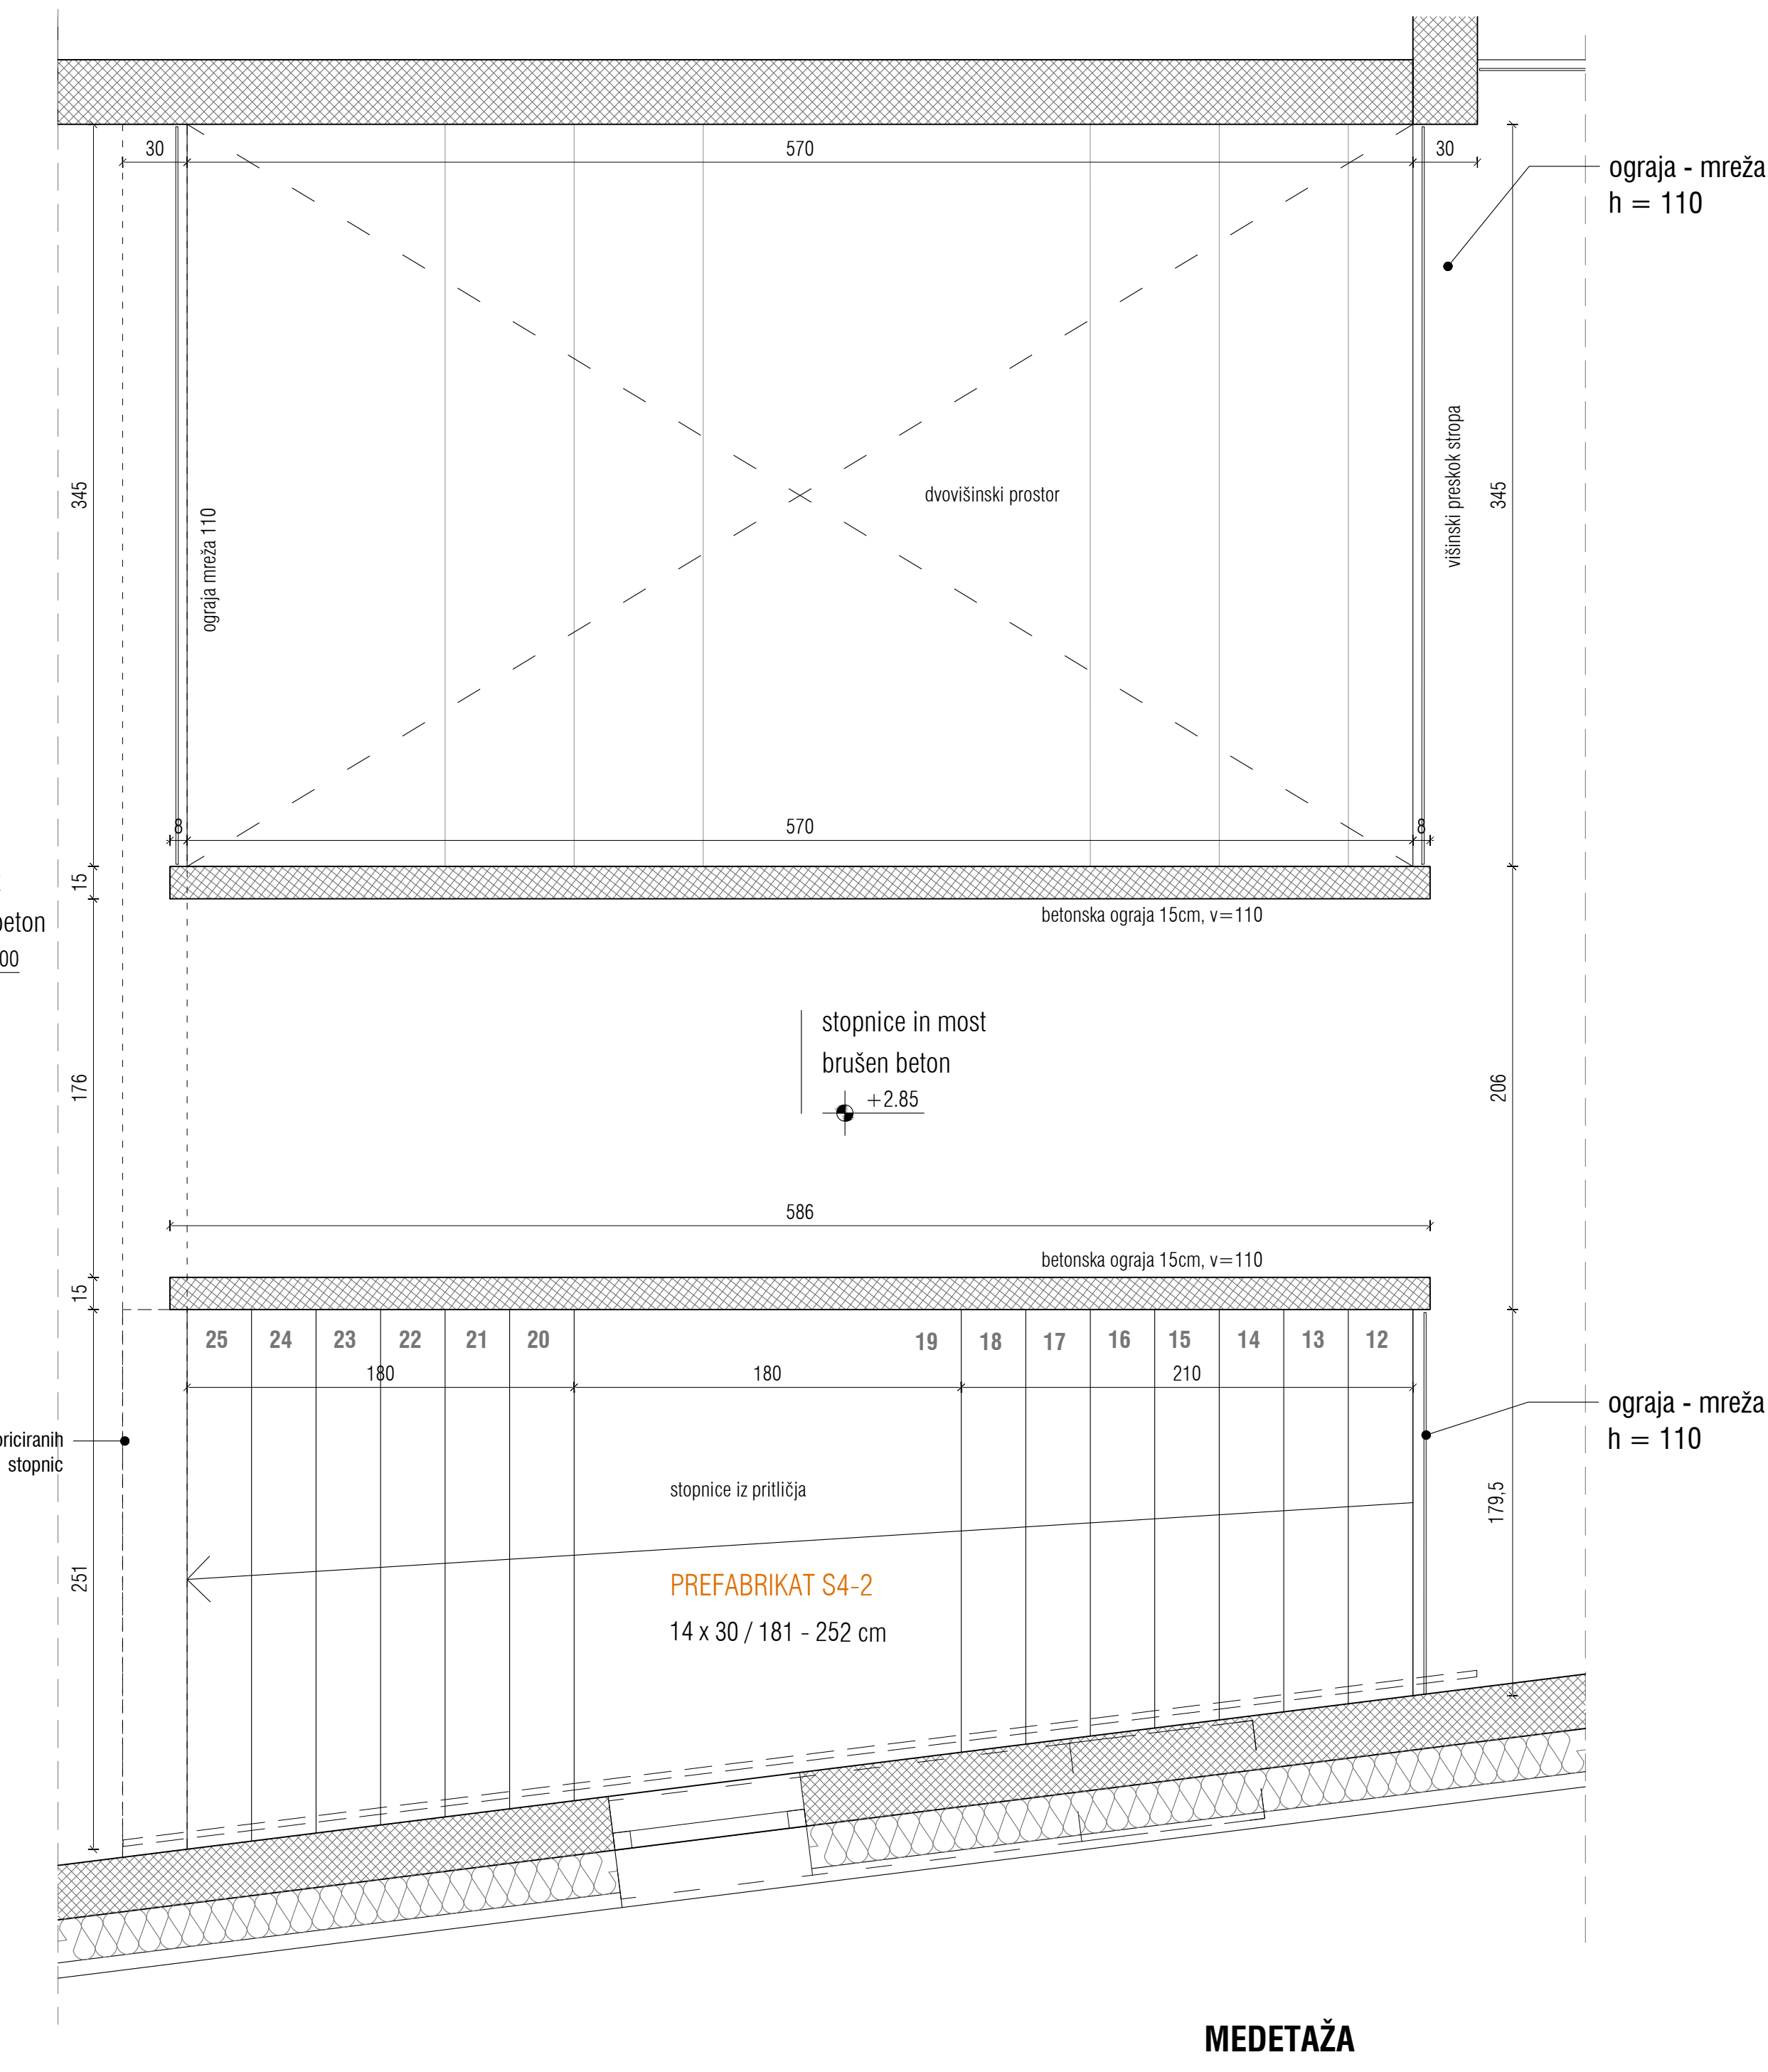 30
570
30
ograja - mreža
h = 110
345
ograja mreža 110
dvovišinski prostor
višinski preskok stropa
345
8
570
8
15
betonska ograja 15cm, v=110
beton
00
stopnice in most
brušen beton
+2.85
176
206
586
betonska ograja 15cm, v=110
15
25 24 23 22 21 20 19 18 17 16 15 14 13 12
180
180
210
ograja - mreža
h = 110
stopnic
stopnice iz pritličja
179,5
251
PREFABRIKAT S4-2
14 x 30 / 181 - 252 cm
MEDETAŽA